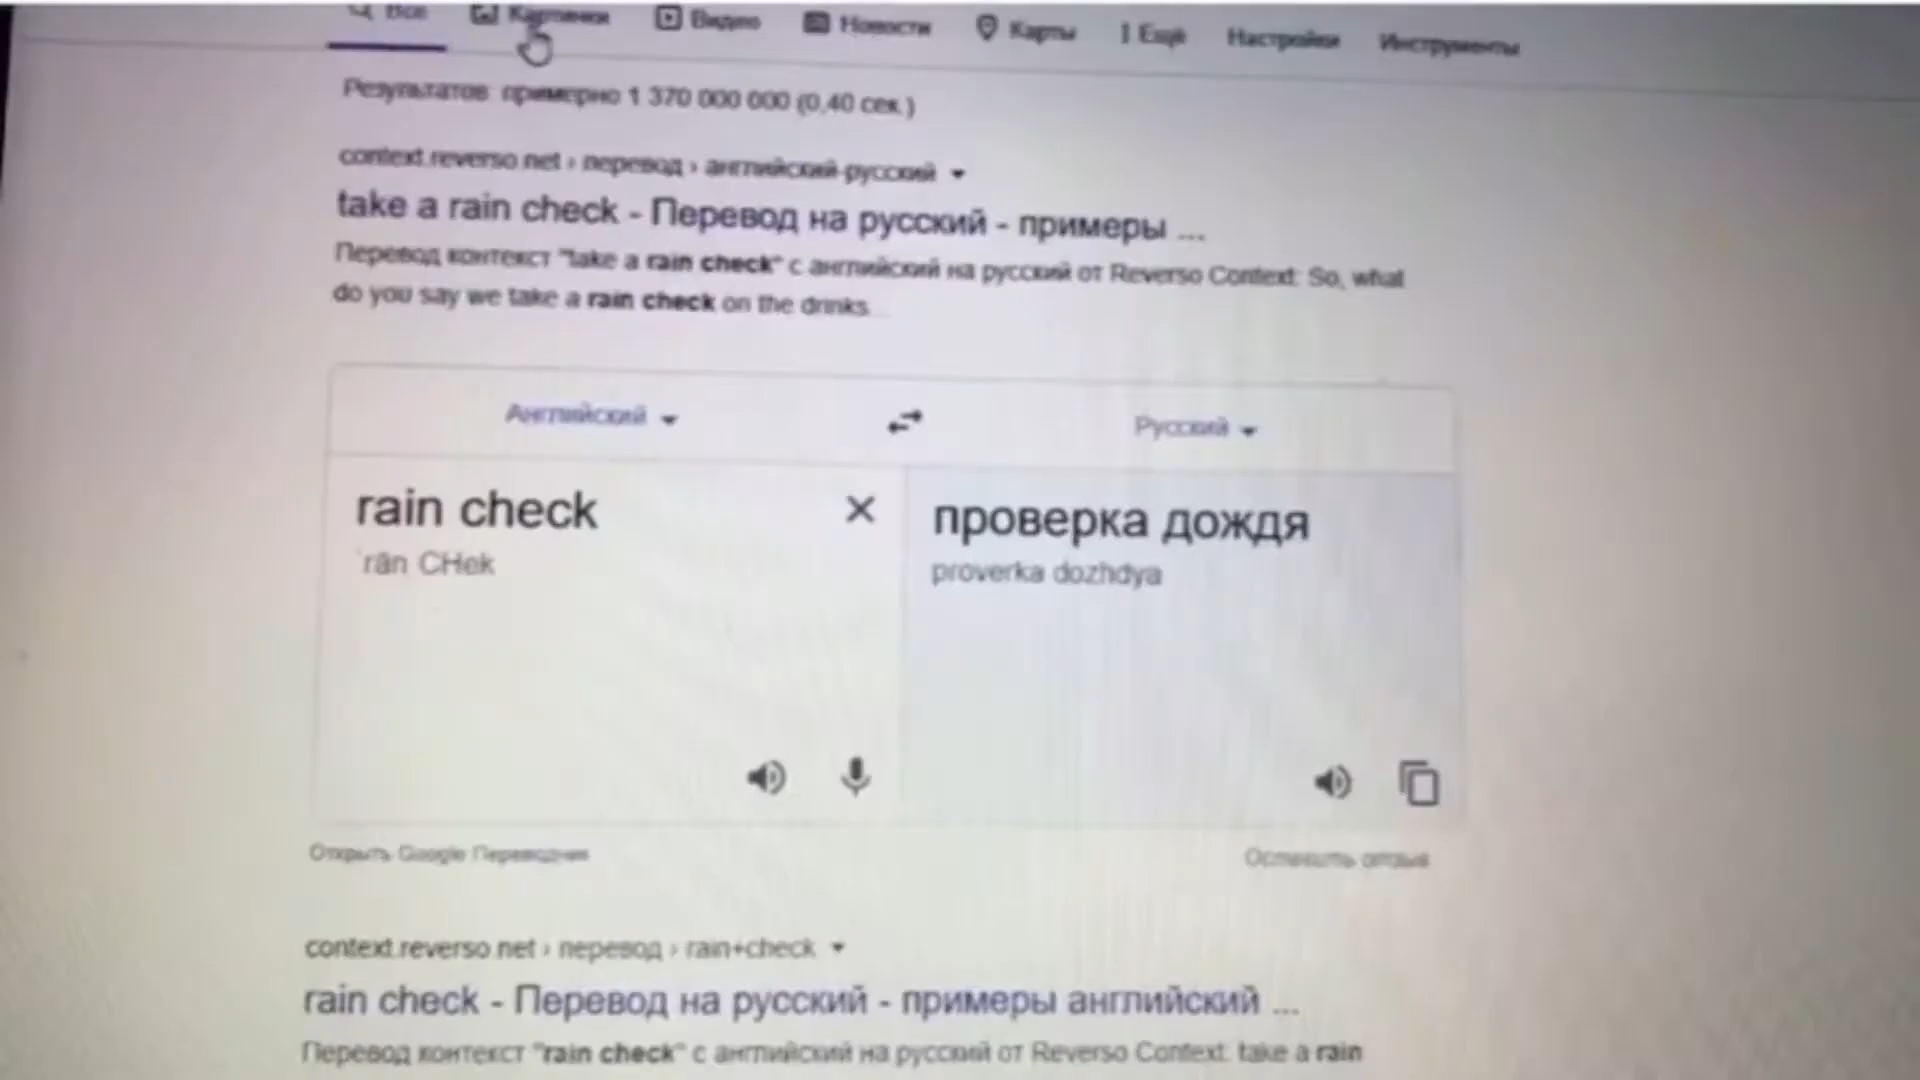 Все Картинки Видео Новости Карты Ещё Настройки Инструменты
Результатов: примерно 1 370 000 000 (0,40 сек.)
context.reverso.net › перевод › английский-русский
take a rain check - Перевод на русский - примеры ...
Перевод контекст "take a rain check" c английский на русский от Reverso Context: So, what
do you say we take a rain check on the drinks.
Английский Русский
rain check проверка дождя
ˈrān CHek proverka dozhdya
Открыть Google Переводчик Оставить отзыв
context.reverso.net › перевод › rain+check
rain check - Перевод на русский - примеры английский ...
Перевод контекст "rain check" c английский на русский от Reverso Context: take a rain